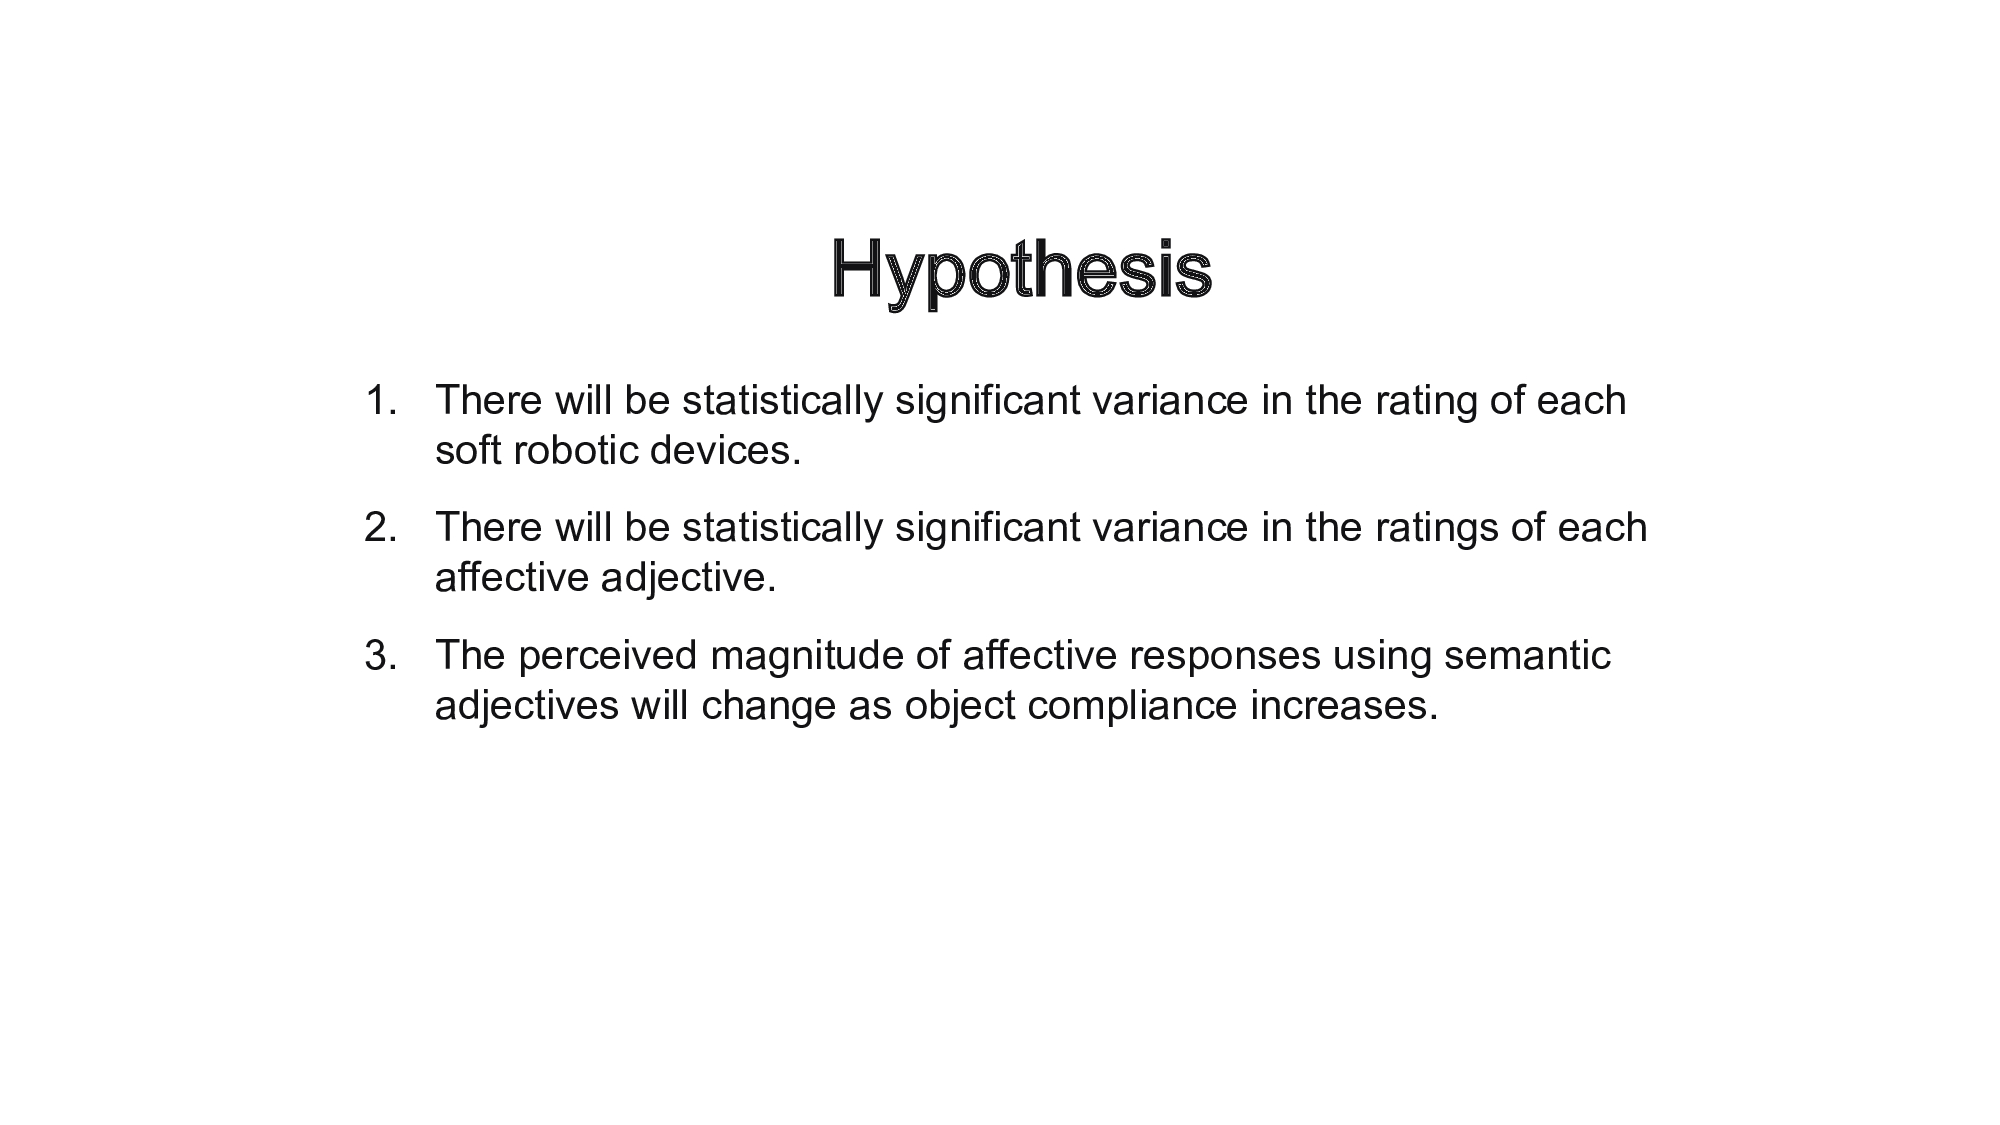 Hypothesis
1. There will be statistically significant variance in the rating of each
soft robotic devices.
2. There will be statistically significant variance in the ratings of each
affective adjective.
3. The perceived magnitude of affective responses using semantic
adjectives will change as object compliance increases.